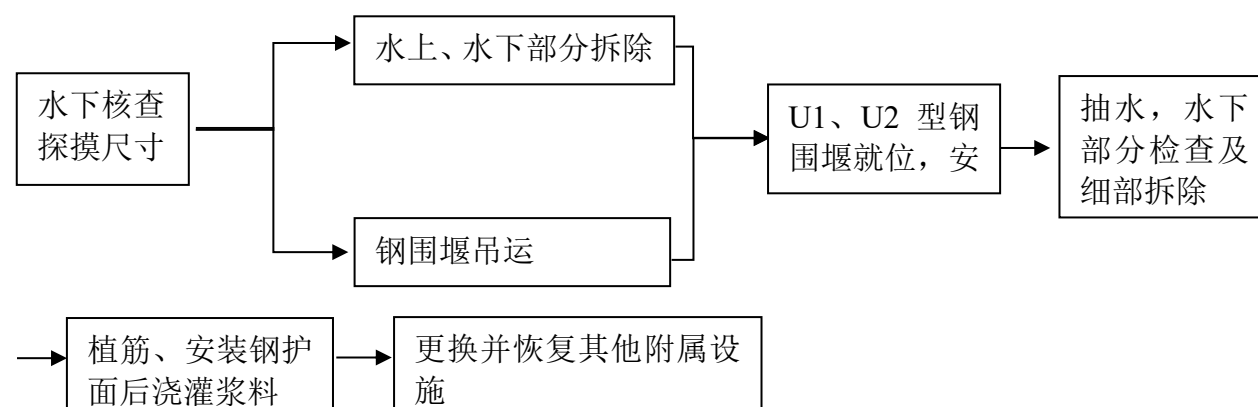 水下核查
探摸尺寸
水上、水下部分拆除
钢围堰吊运
U1、U2 型钢
围堰就位，安
抽水，水下
部分检查及
细部拆除
植筋、安装钢护
面后浇灌浆料
更换并恢复其他附属设
施